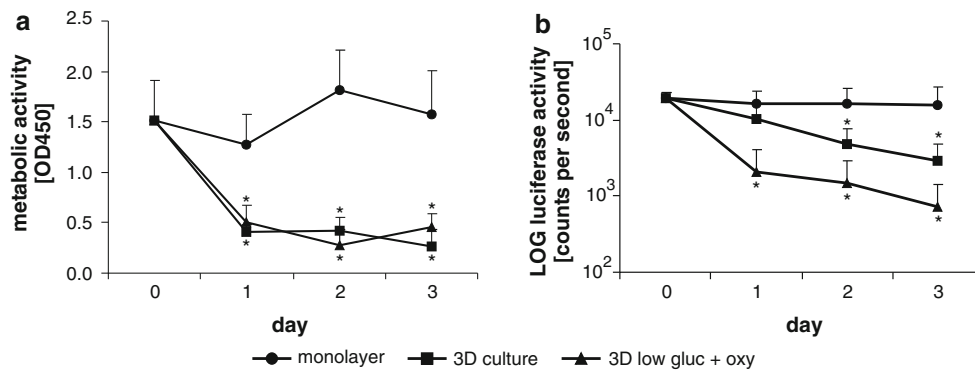 a
metabolic activity
[OD450]
2.5
2.0
1.5
1.0
0.5
0.0
* * *
* * *
0 1 2 3
day
b
LOG luciferase activity
[counts per second]
10^5
10^4
10^3
10^2
* *
* * *
0 1 2 3
day
monolayer 3D culture 3D low gluc + oxy